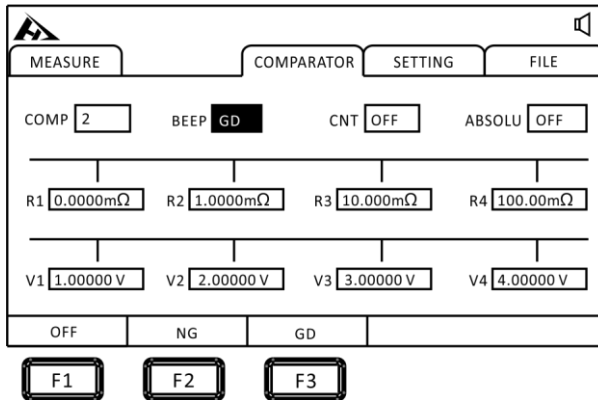 MEASURE COMPARATOR SETTING FILE
COMP 2 BEEP GD CNT OFF ABSOLU OFF
R1 0.0000mΩ R2 1.0000mΩ R3 10.000mΩ R4 100.00mΩ
V1 1.00000 V V2 2.00000 V V3 3.00000 V V4 4.00000 V
OFF NG GD
F1 F2 F3